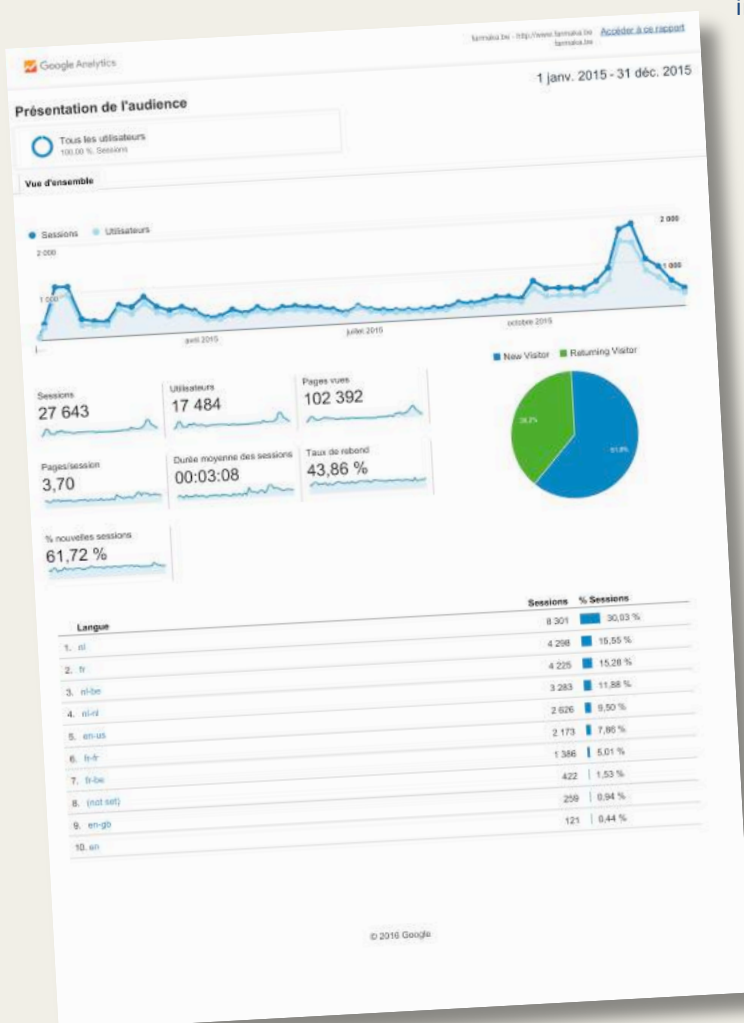 i
Google Analytics
farmaka.be - http://www.farmaka.be
farmaka.be
Accéder à ce rapport
1 janv. 2015 - 31 déc. 2015
Présentation de l'audience
Tous les utilisateurs
100,00 %, Sessions
Vue d'ensemble
Sessions Utilisateurs
2 000 2 000
1 000 1 000
j... avril 2015 juillet 2015 octobre 2015
New Visitor Returning Visitor
38,2%
61,8%
Sessions
27 643
Utilisateurs
17 484
Pages vues
102 392
Pages/session
3,70
Durée moyenne des sessions
00:03:08
Taux de rebond
43,86 %
% nouvelles sessions
61,72 %
Langue Sessions % Sessions
1. nl 8 301 30,03 %
2. fr 4 298 15,55 %
3. nl-be 4 225 15,28 %
4. nl-nl 3 283 11,88 %
5. en-us 2 626 9,50 %
6. fr-fr 2 173 7,86 %
7. fr-be 1 386 5,01 %
8. (not set) 422 1,53 %
9. en-gb 259 0,94 %
10. en 121 0,44 %
© 2016 Google